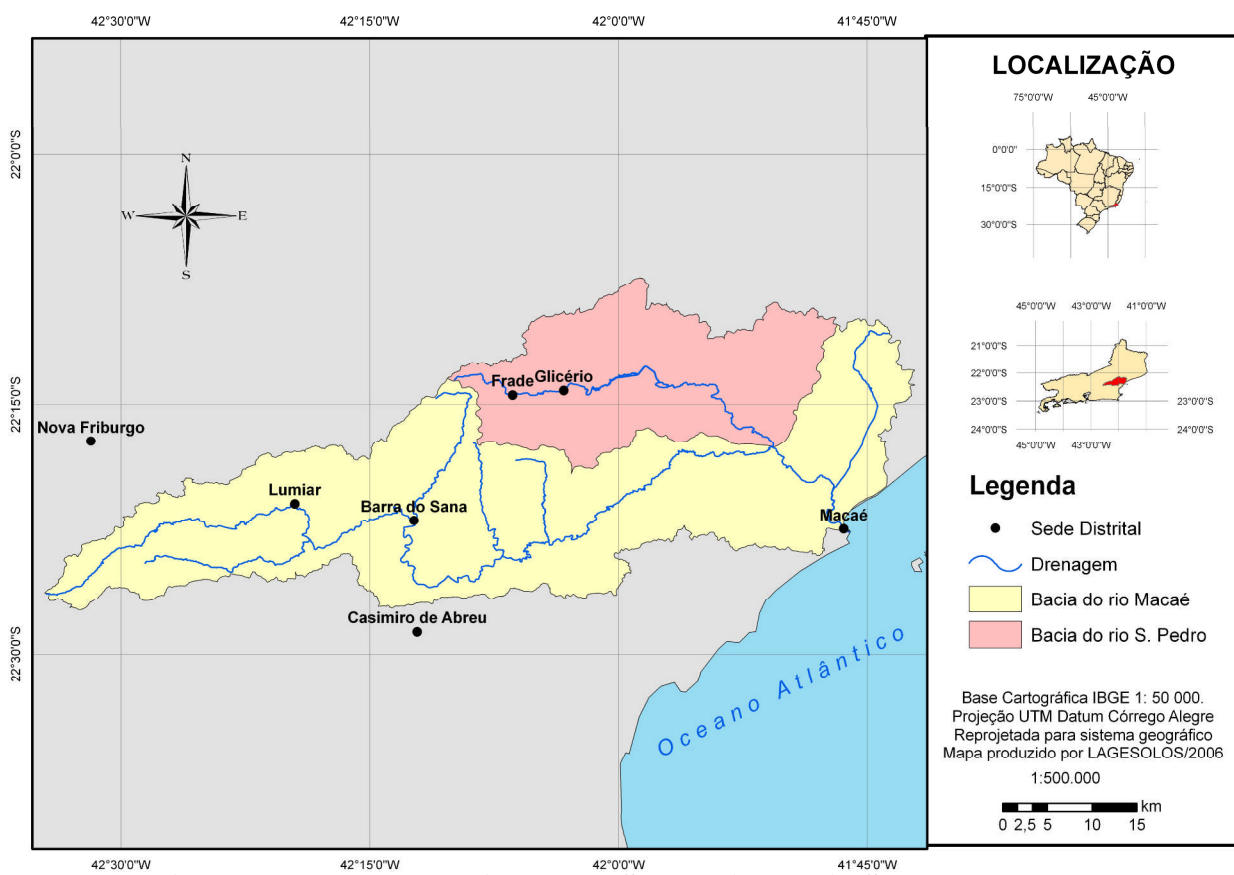 42°30'0"W 42°15'0"W 42°0'0"W 41°45'0"W
22°0'0"S
22°15'0"S
22°30'0"S
N
W E
S
Frade
Glicério
Nova Friburgo
Lumiar
Barra do Sana
Macaé
Casimiro de Abreu
Oceano Atlântico
42°30'0"W 42°15'0"W 42°0'0"W 41°45'0"W
LOCALIZAÇÃO
75°0'0"W 45°0'0"W
0°0'0"
15°0'0"S
30°0'0"S
45°0'0"W 43°0'0"W 41°0'0"W
21°0'0"S
22°0'0"S
23°0'0"S 23°0'0"S
24°0'0"S 24°0'0"S
45°0'0"W 43°0'0"W
Legenda
Sede Distrital
Drenagem
Bacia do rio Macaé
Bacia do rio S. Pedro
Base Cartográfica IBGE 1: 50 000.
Projeção UTM Datum Córrego Alegre
Reprojetada para sistema geográfico
Mapa produzido por LAGESOLOS/2006
1:500.000
km
0 2,5 5 10 15